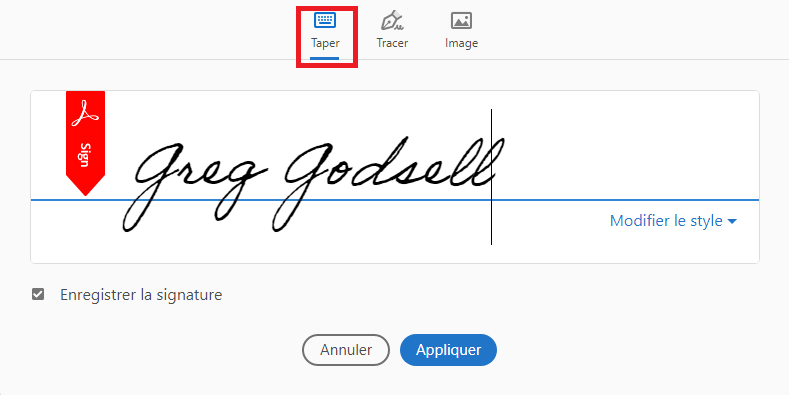 Taper Tracer Image
Sign
Greg Godsell
Modifier le style
Enregistrer la signature
Annuler Appliquer